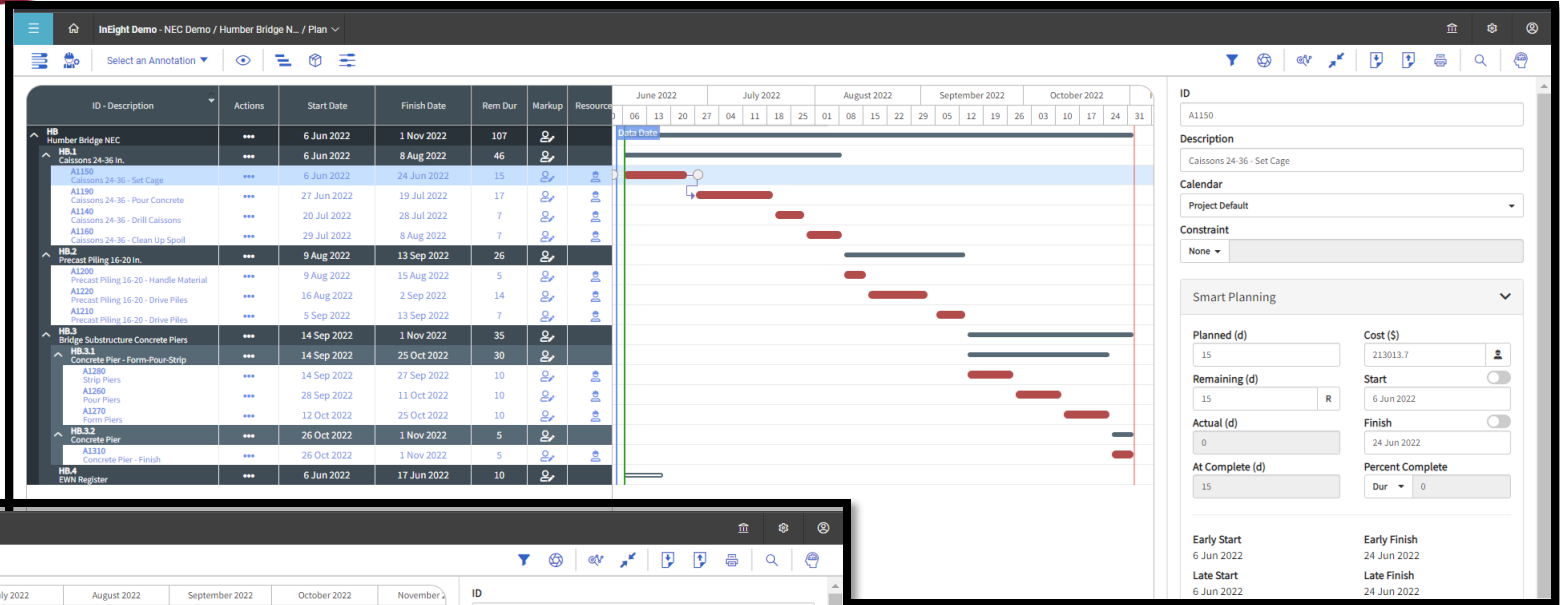 InEight Demo - NEC Demo / Humber Bridge N... / Plan
Select an Annotation
ID - Description Actions Start Date Finish Date Rem Dur Markup Resource
June 2022 July 2022 August 2022 September 2022 October 2022
06 13 20 27 04 11 18 25 01 08 15 22 29 05 12 19 26 03 10 17 24 31
Data Date
HB
Humber Bridge NEC ••• 6 Jun 2022 1 Nov 2022 107
HB.1
Caissons 24-36 In. ••• 6 Jun 2022 8 Aug 2022 46
A1150
Caissons 24-36 - Set Cage ••• 6 Jun 2022 24 Jun 2022 15
A1190
Caissons 24-36 - Pour Concrete ••• 27 Jun 2022 19 Jul 2022 17
A1140
Caissons 24-36 - Drill Caissons ••• 20 Jul 2022 28 Jul 2022 7
A1160
Caissons 24-36 - Clean Up Spoil ••• 29 Jul 2022 8 Aug 2022 7
HB.2
Precast Piling 16-20 In. ••• 9 Aug 2022 13 Sep 2022 26
A1200
Precast Piling 16-20 - Handle Material ••• 9 Aug 2022 15 Aug 2022 5
A1220
Precast Piling 16-20 - Drive Piles ••• 16 Aug 2022 2 Sep 2022 14
A1210
Precast Piling 16-20 - Drive Piles ••• 5 Sep 2022 13 Sep 2022 7
HB.3
Bridge Substructure Concrete Piers ••• 14 Sep 2022 1 Nov 2022 35
HB.3.1
Concrete Pier - Form-Pour-Strip ••• 14 Sep 2022 25 Oct 2022 30
A1280
Strip Piers ••• 14 Sep 2022 27 Sep 2022 10
A1260
Pour Piers ••• 28 Sep 2022 11 Oct 2022 10
A1270
Form Piers ••• 12 Oct 2022 25 Oct 2022 10
HB.3.2
Concrete Pier ••• 26 Oct 2022 1 Nov 2022 5
A1310
Concrete Pier - Finish ••• 26 Oct 2022 1 Nov 2022 5
HB.4
EWN Register ••• 6 Jun 2022 17 Jun 2022 10
ID
A1150
Description
Caissons 24-36 - Set Cage
Calendar
Project Default
Constraint
None
Smart Planning
Planned (d) Cost ($)
15 213013.7
Remaining (d) Start
15 R 6 Jun 2022
Actual (d) Finish
0 24 Jun 2022
At Complete (d) Percent Complete
15 Dur 0
Early Start Early Finish
6 Jun 2022 24 Jun 2022
Late Start Late Finish
6 Jun 2022 24 Jun 2022
August 2022 September 2022 October 2022 ID